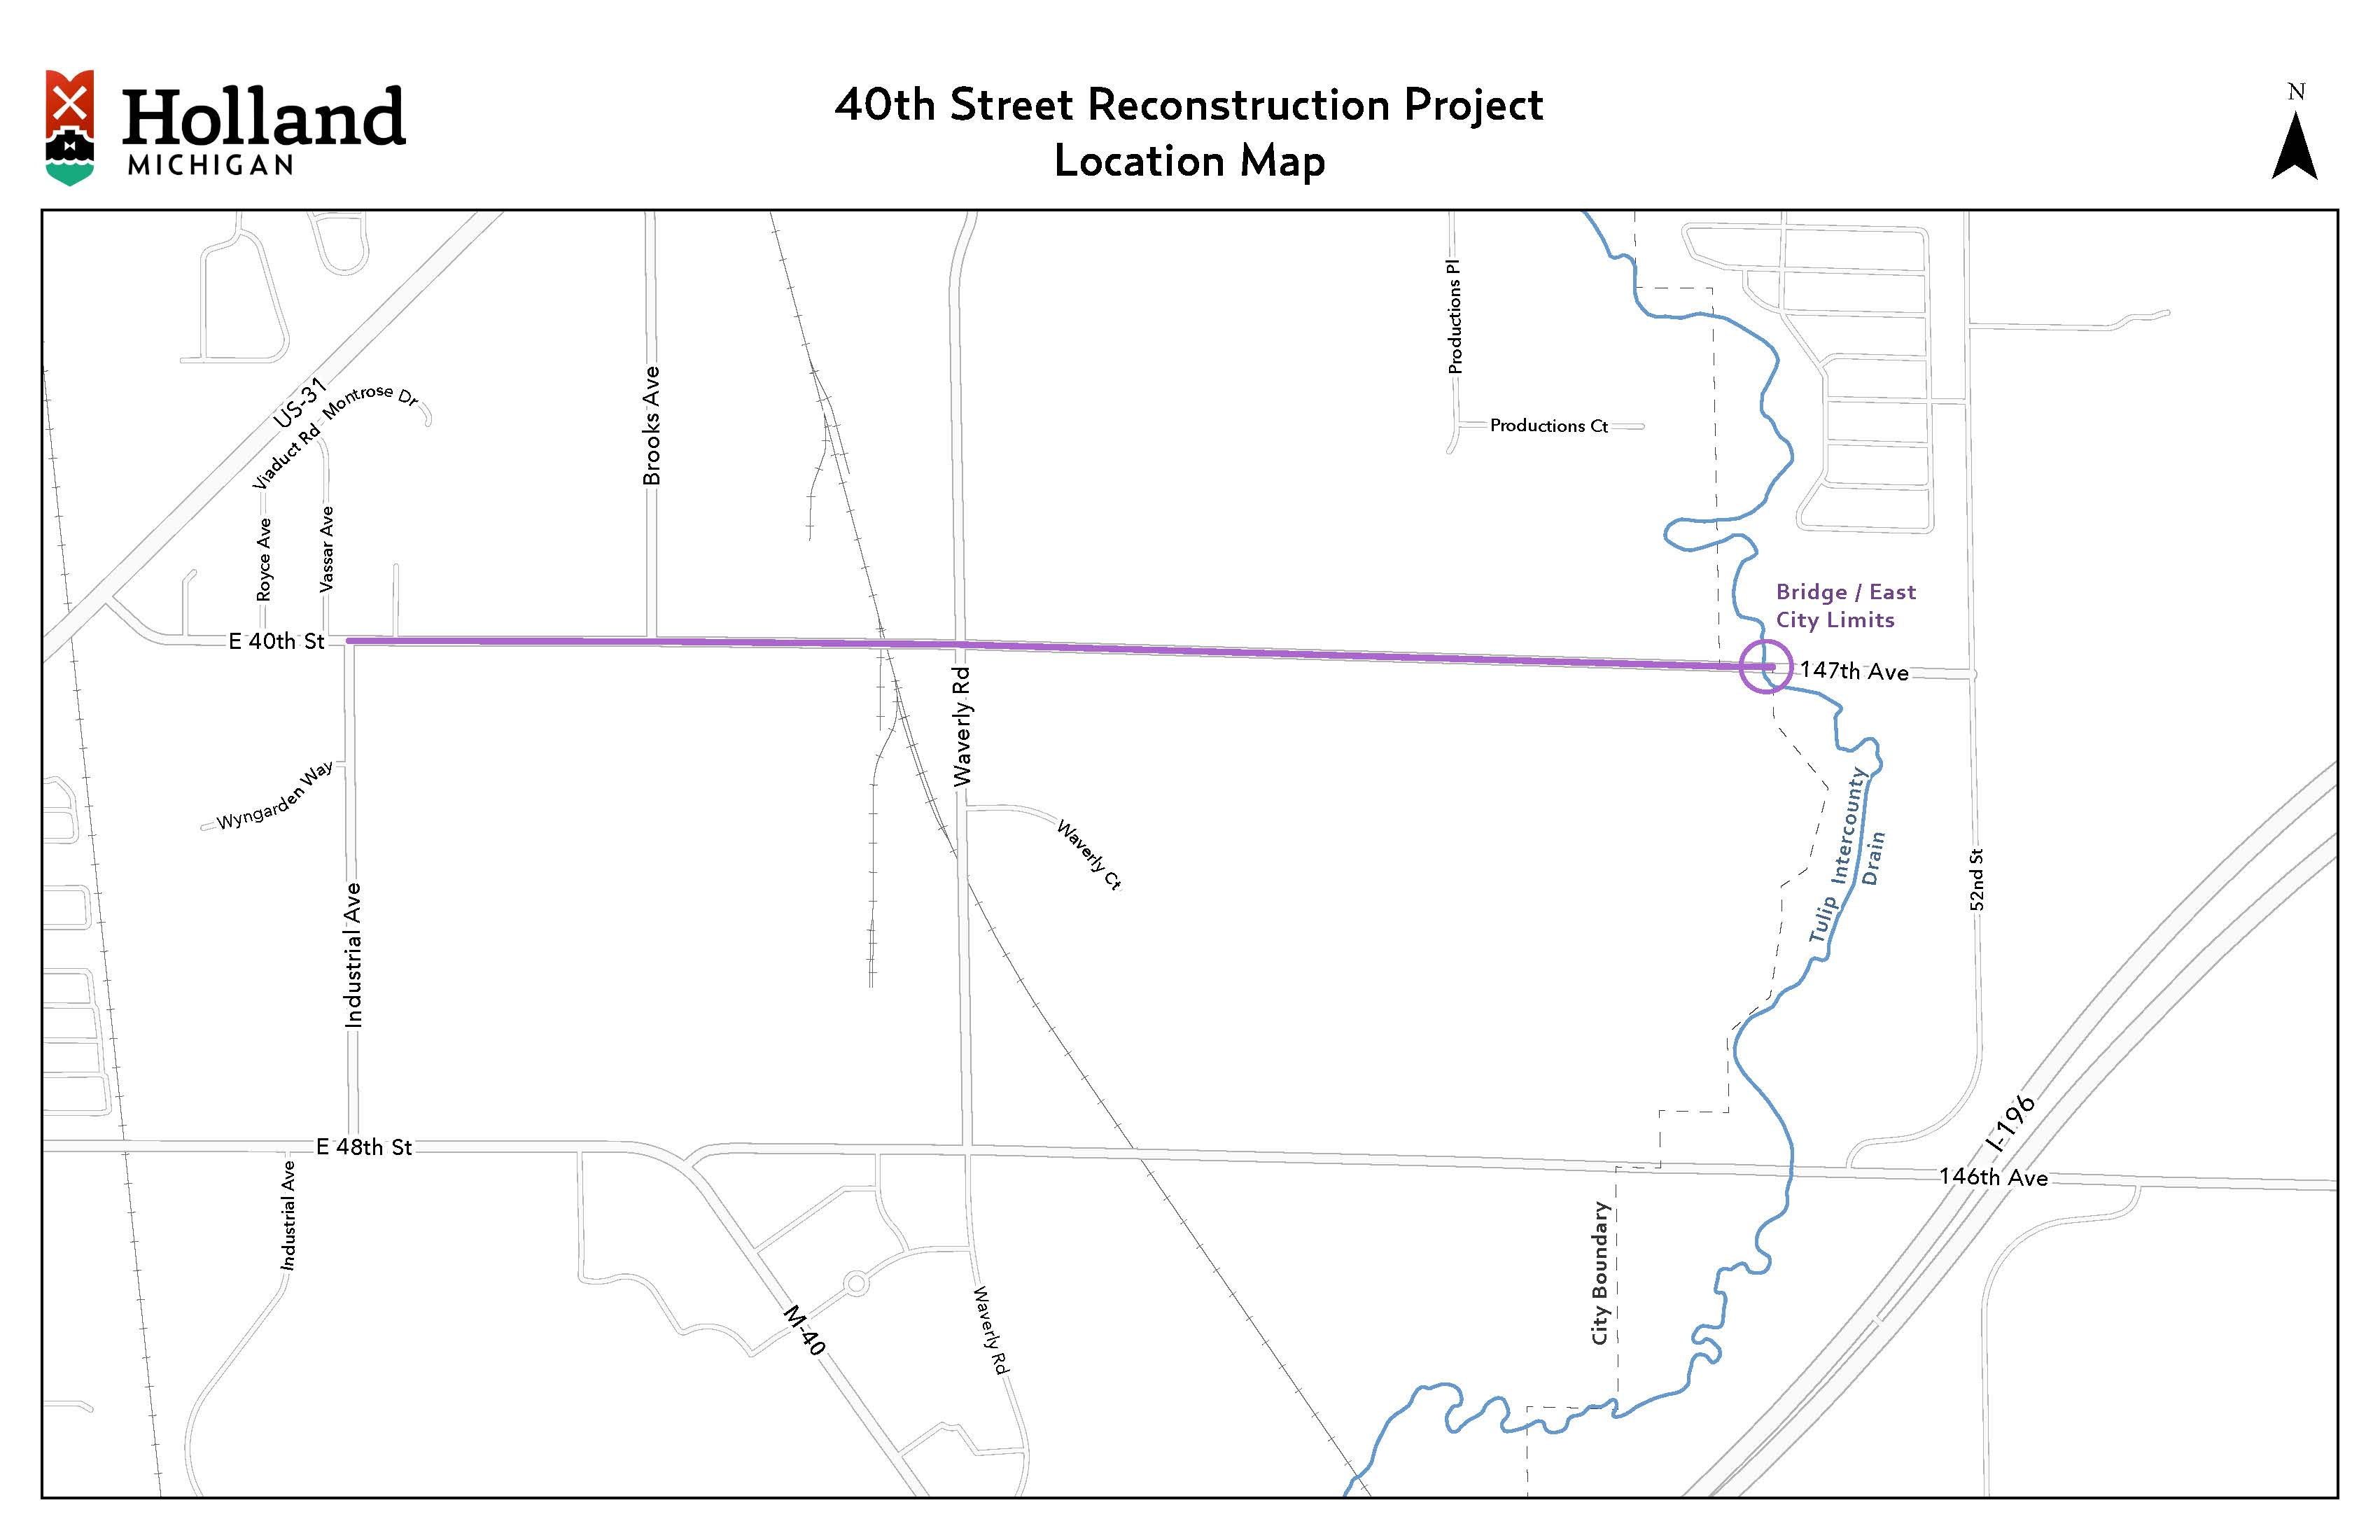 Holland
MICHIGAN
40th Street Reconstruction Project
Location Map
N
US-31
Montrose Dr
Viaduct Rd
Royce Ave
Vassar Ave
Brooks Ave
Productions Pl
Productions Ct
E 40th St
Bridge / East
City Limits
147th Ave
Waverly Rd
Wyngarden Way
Waverly Ct
Industrial Ave
Tulip Intercounty
Drain
52nd St
I-196
E 48th St
146th Ave
Industrial Ave
M-40
Waverly Rd
City Boundary